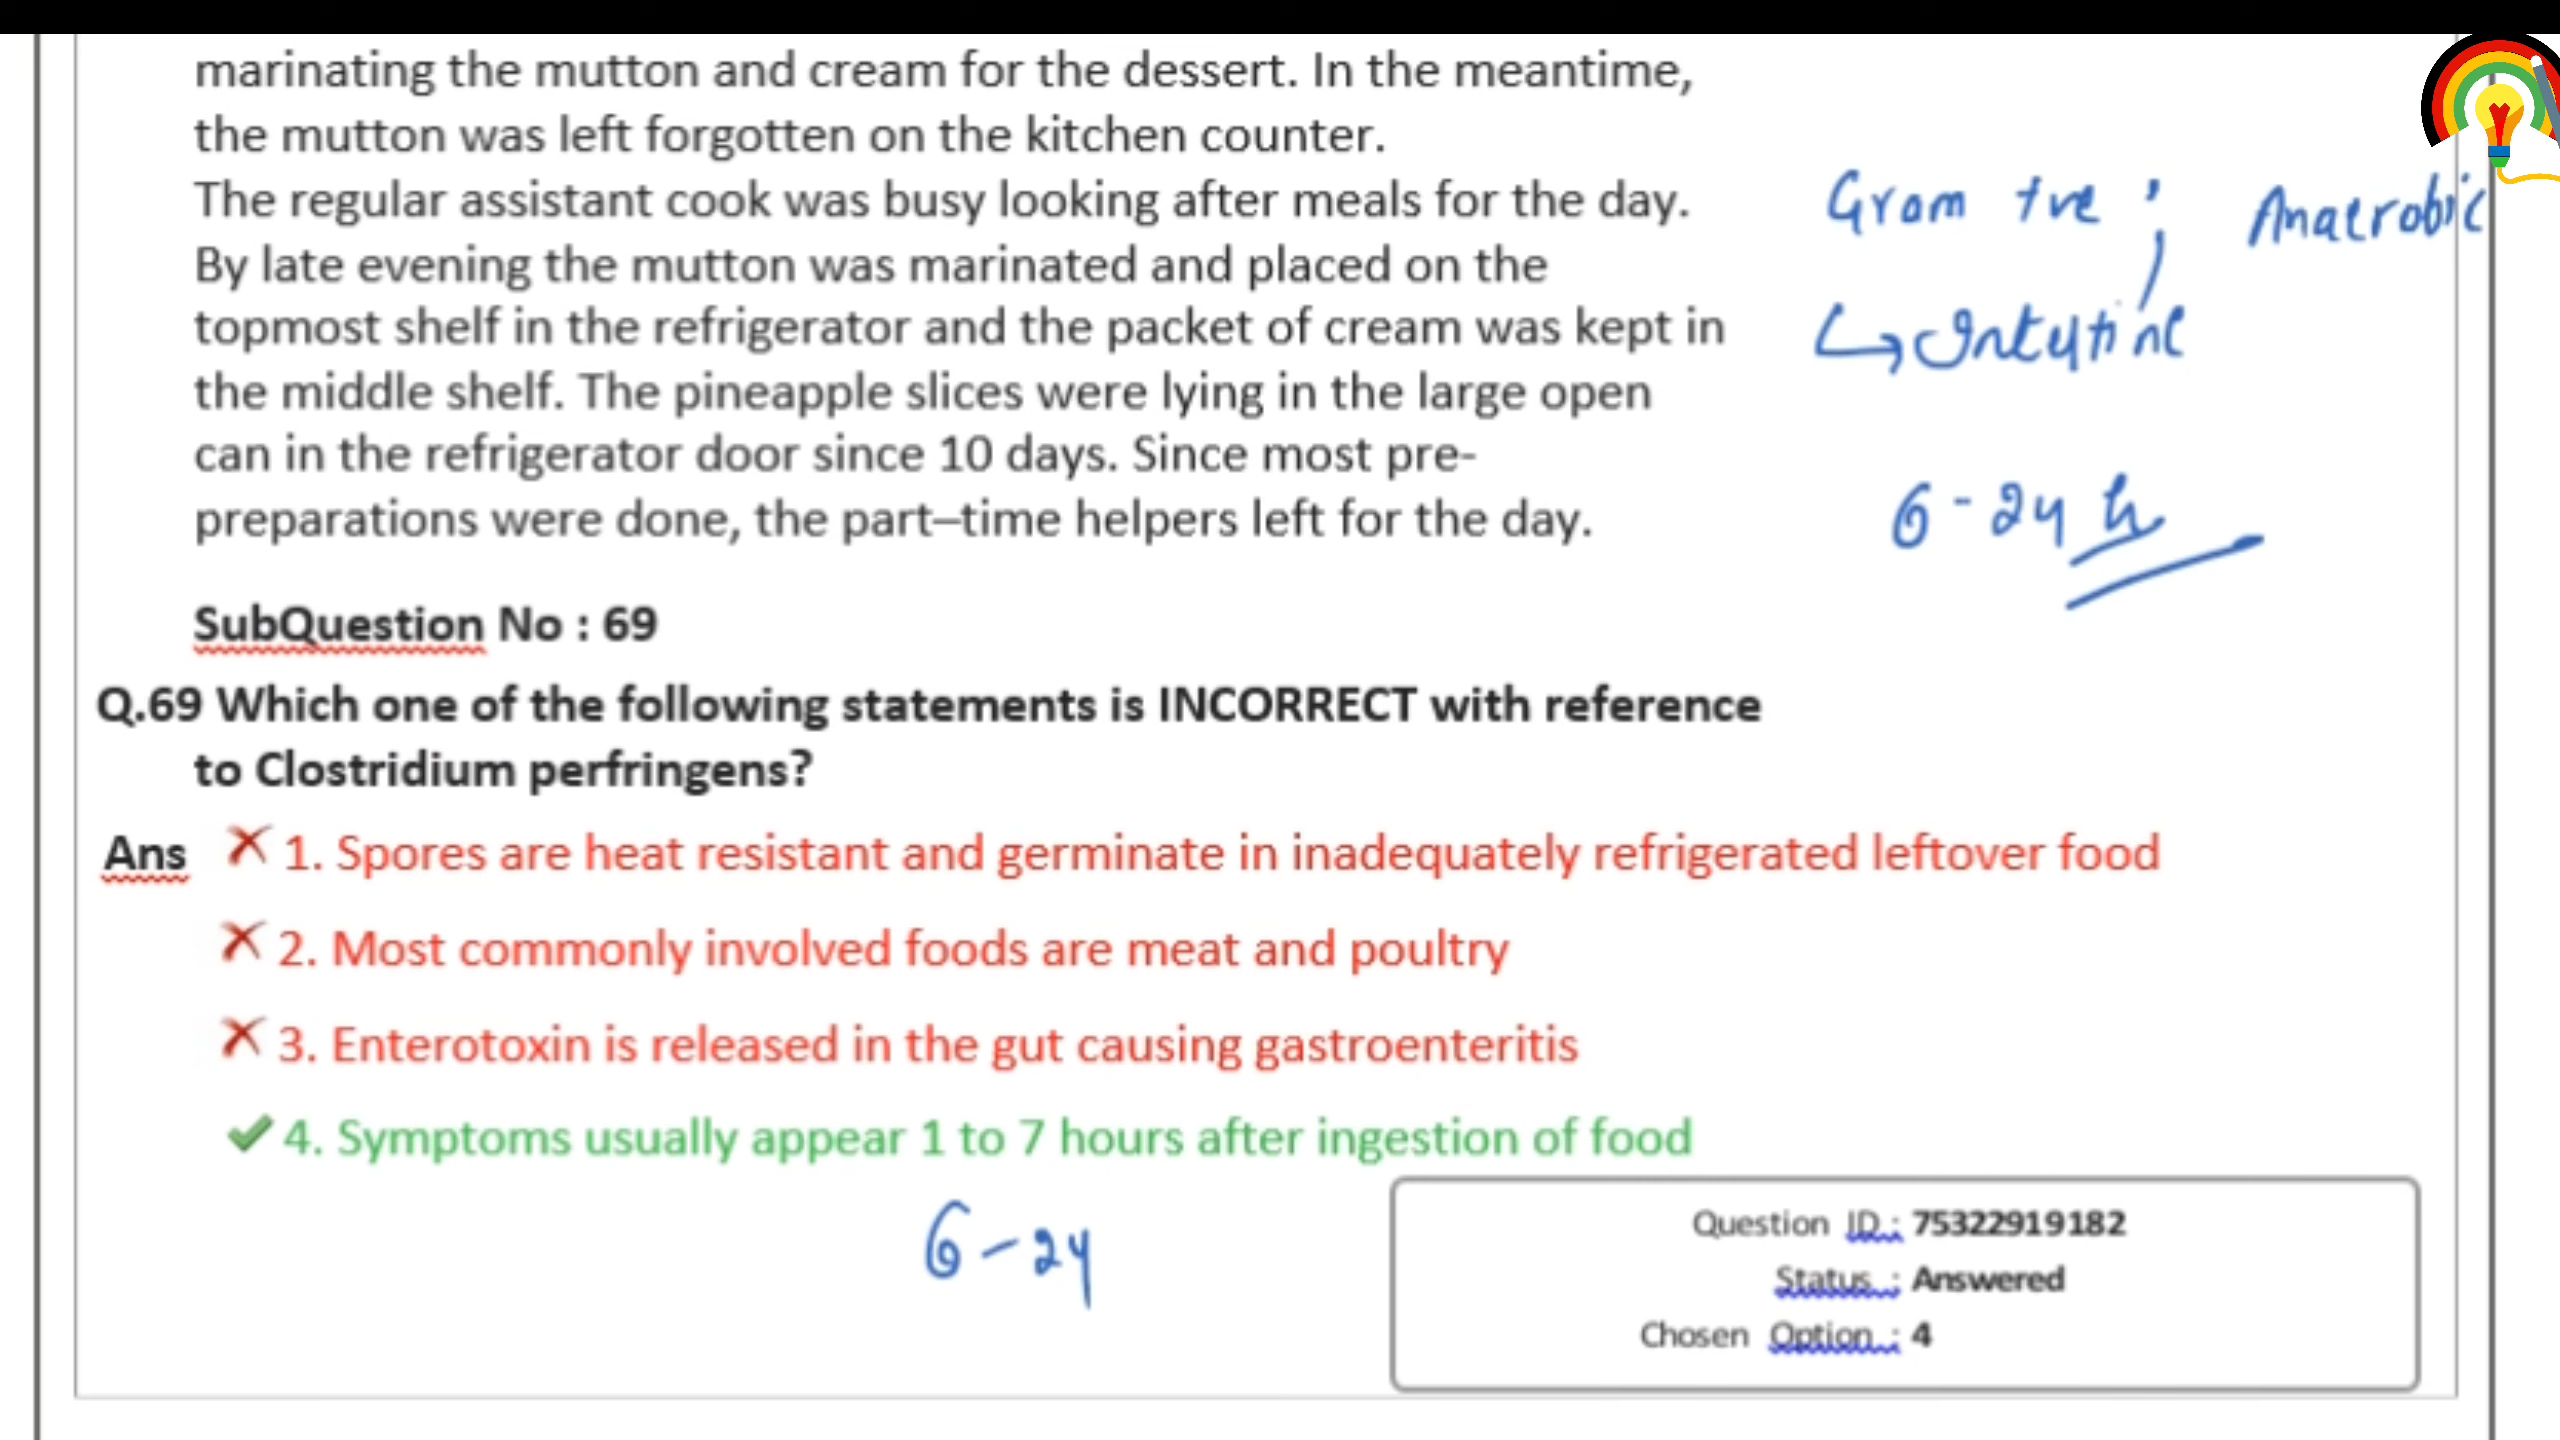 marinating the mutton and cream for the dessert. In the meantime,
the mutton was left forgotten on the kitchen counter.
The regular assistant cook was busy looking after meals for the day.
By late evening the mutton was marinated and placed on the
topmost shelf in the refrigerator and the packet of cream was kept in
the middle shelf. The pineapple slices were lying in the large open
can in the refrigerator door since 10 days. Since most pre-
preparations were done, the part–time helpers left for the day.
Gram +ve , Anaerobic
↳ Intestine
6 - 24 h
SubQuestion No : 69
Q.69 Which one of the following statements is INCORRECT with reference
to Clostridium perfringens?
Ans 1. Spores are heat resistant and germinate in inadequately refrigerated leftover food
2. Most commonly involved foods are meat and poultry
3. Enterotoxin is released in the gut causing gastroenteritis
4. Symptoms usually appear 1 to 7 hours after ingestion of food
6 - 24
Question ID : 75322919182
Status : Answered
Chosen Option : 4